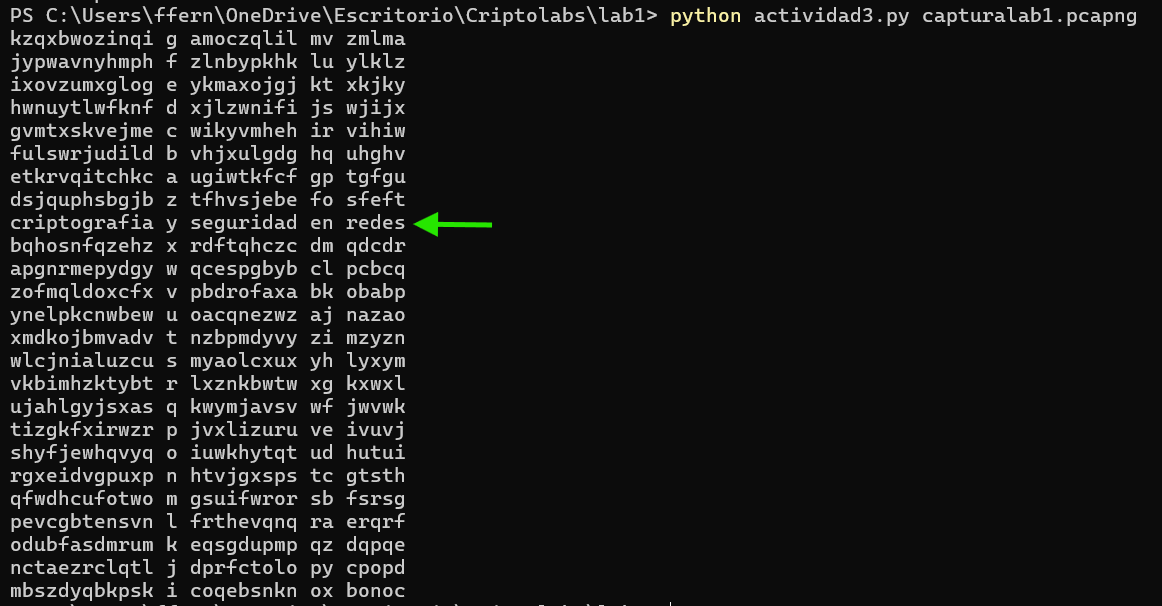 PS C:\Users\ffern\OneDrive\Escritorio\Criptolabs\lab1> python actividad3.py capturalab1.pcapng
kzqxbwozinqi g amoczqlil mv zmlma
jypwavnyhmph f zlnbypkhk lu ylklz
ixovzumxglog e ykmaxojgj kt xkjky
hwnuytlwfknf d xjlzwnifi js wjijx
gvmtxskvejme c wikyvmheh ir vihiw
fulswrjudild b vhjxulgdg hq uhghv
etkrvqitchkc a ugiwtkfcf gp tgfgu
dsjquphsbgjb z tfhvsjebe fo sfeft
criptografia y seguridad en redes
bqhosnfqzehz x rdftqhczc dm qdcdr
apgnrmepydgy w qcespgbyb cl pcbcq
zofmqldoxcfx v pbdrofaxa bk obabp
ynelpkcnwbew u oacqnezwz aj nazao
xmdkojbmvadv t nzbpmdyvy zi mzyzn
wlcjnialuzcu s myaolcxux yh lyxym
vkbimhzktybt r lxznkbwtw xg kxwxl
ujahlgyjsxas q kwymjavsv wf jwvwk
tizgkfxirwzr p jvxlizuru ve ivuvj
shyfjewhqvyq o iuwkhytqt ud hutui
rgxeidvgpuxp n htvjgxsps tc gtsth
qfwdhcufotwo m gsuifwror sb fsrsg
pevcgbtensvn l frthevqnq ra erqrf
odubfasdmrum k eqsgdupmp qz dqpqe
nctaezrclqtl j dprfctolo py cpopd
mbszdyqbkpsk i coqebsnkn ox bonoc